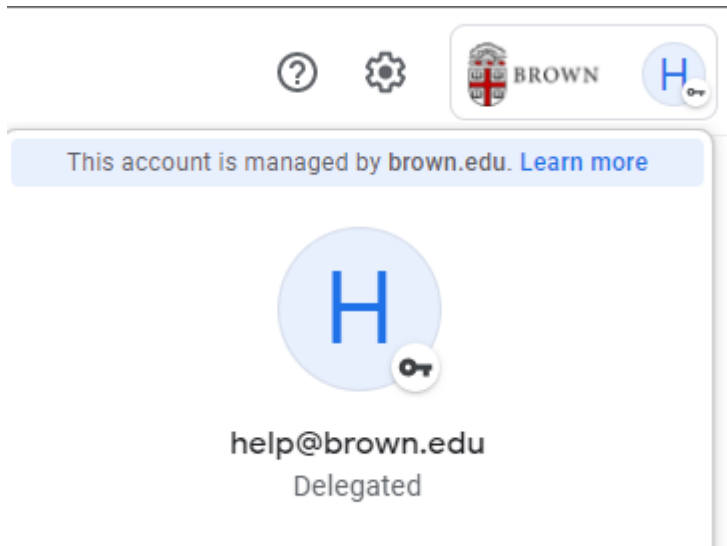 BROWN
H
This account is managed by brown.edu. Learn more
H
help@brown.edu
Delegated